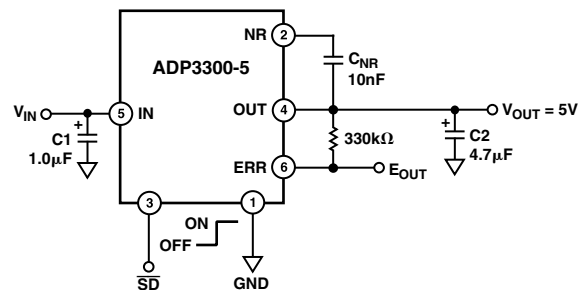 NR
2
C_NR
10nF
ADP3300-5
V_IN
5
IN
OUT
4
V_OUT = 5V
+
C1
1.0μF
330kΩ
+
C2
4.7μF
ERR
6
E_OUT
3
1
ON
OFF
S̅D̅
GND